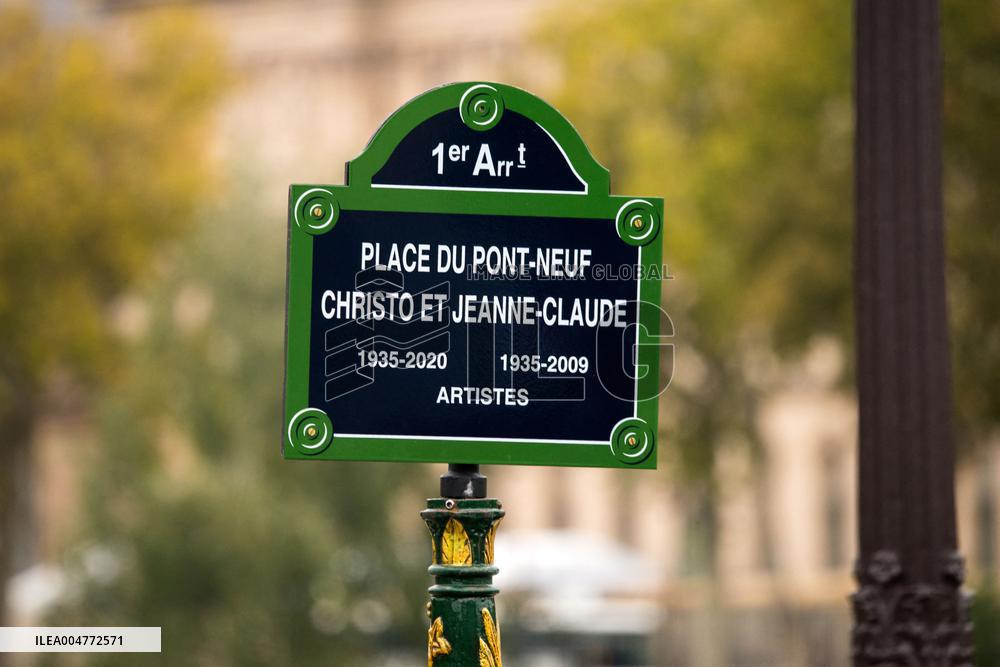 1er Arrt
PLACE DU PONT-NEUF
IMAGE LINK GLOBAL
CHRISTO ET JEANNE-CLAUDE
ILG
1935-2020 1935-2009
ARTISTES
ILEA004772571